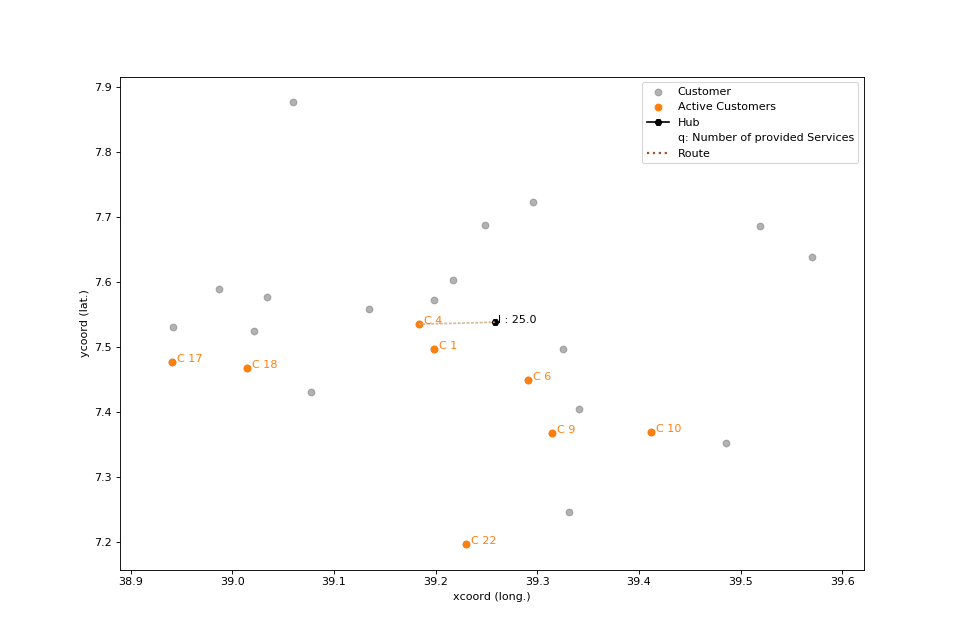 Customer
Active Customers
Hub
q: Number of provided Services
Route
7.9
7.8
7.7
7.6
7.5
7.4
7.3
7.2
ycoord (lat.)
C 4
: 25.0
C 1
C 17
C 18
C 6
C 9
C 10
C 22
38.9 39.0 39.1 39.2 39.3 39.4 39.5 39.6
xcoord (long.)